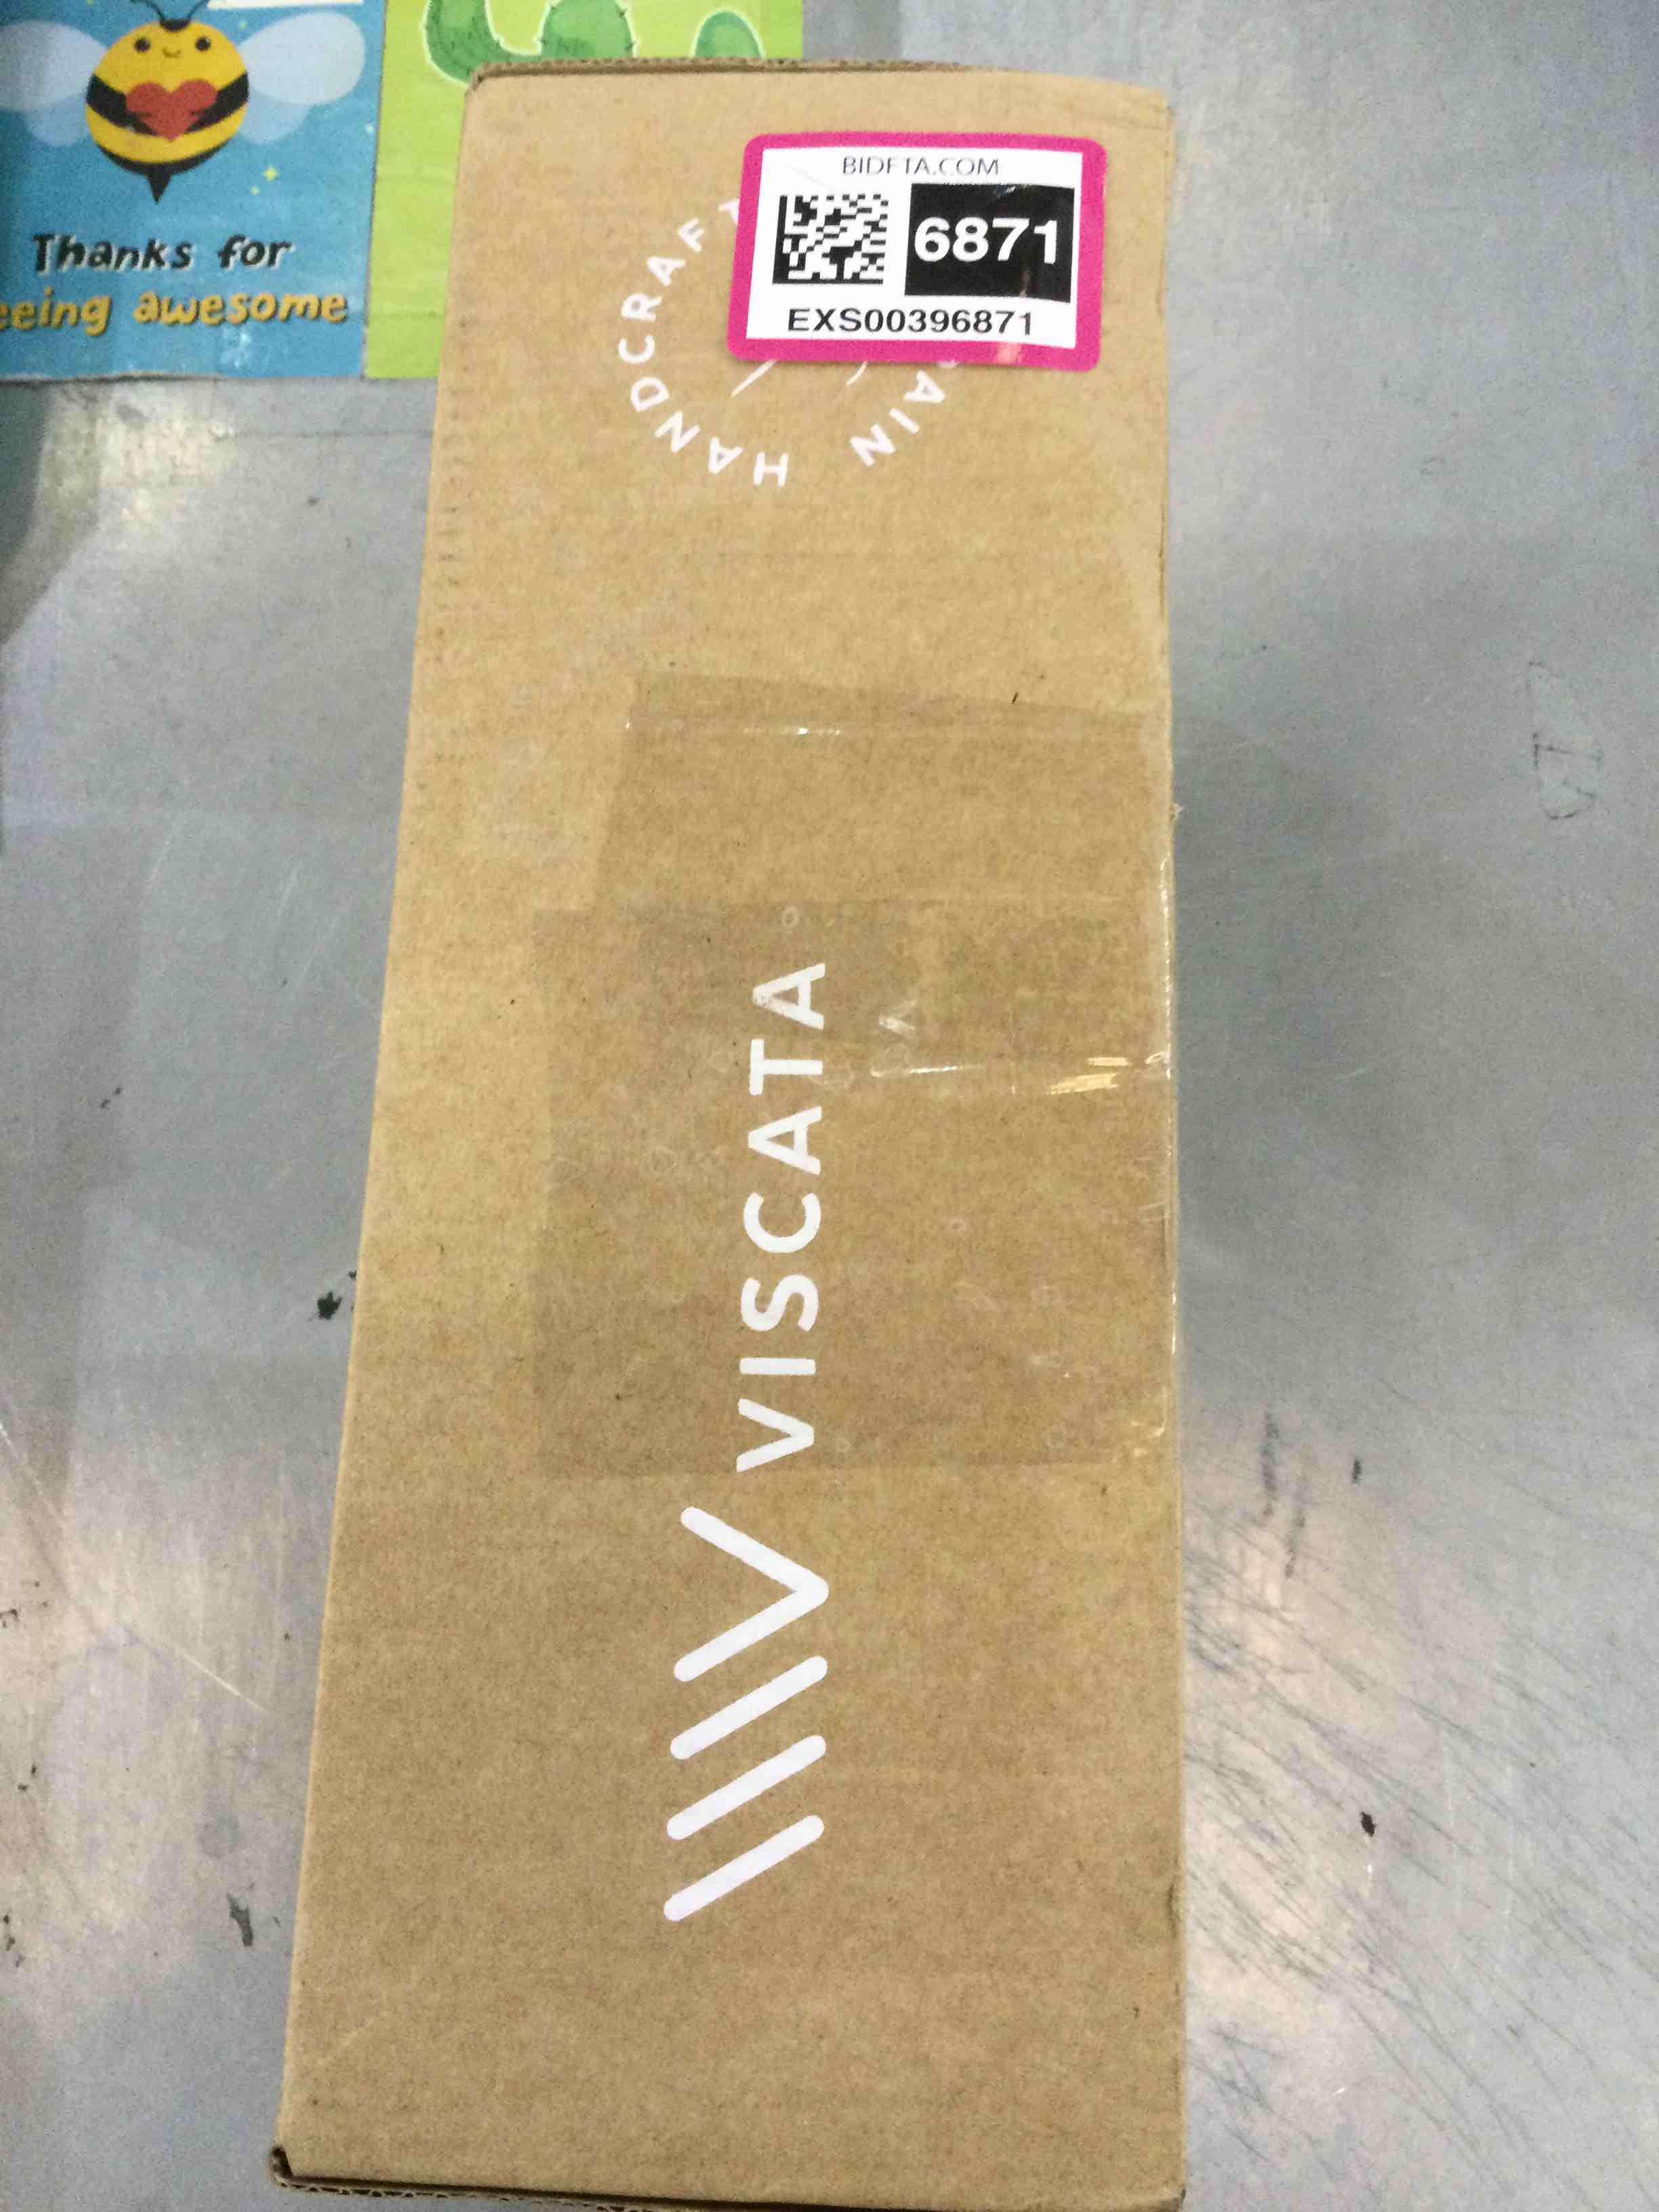 Thanks for
eeing awesome
BIDFTA.COM
6871
EXS00396871
HANDCRAFT
AIN
VISCATA